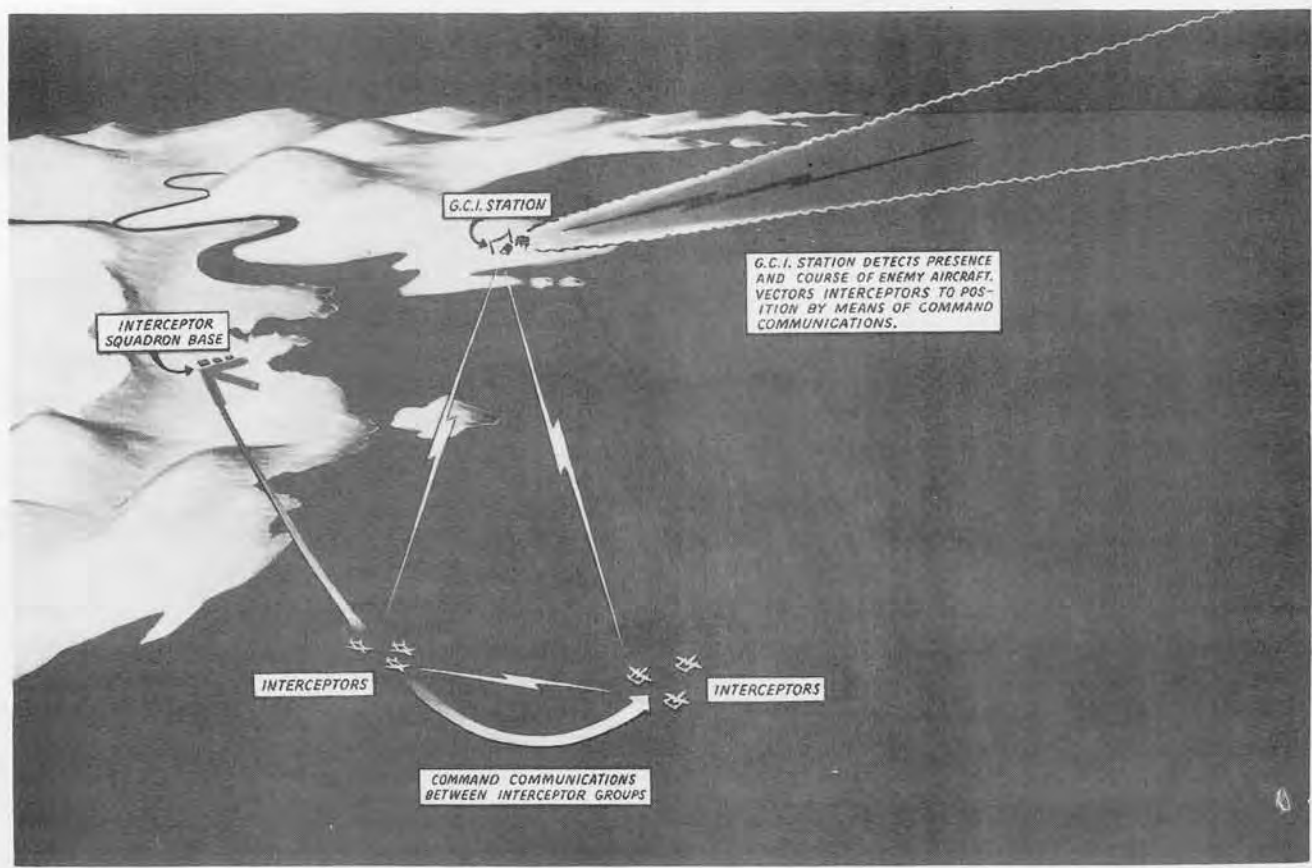 G.C.I. STATION
G.C.I. STATION DETECTS PRESENCE
AND COURSE OF ENEMY AIRCRAFT.
VECTORS INTERCEPTORS TO POS-
ITION BY MEANS OF COMMAND
COMMUNICATIONS.
INTERCEPTOR
SQUADRON BASE
INTERCEPTORS
INTERCEPTORS
COMMAND COMMUNICATIONS
BETWEEN INTERCEPTOR GROUPS